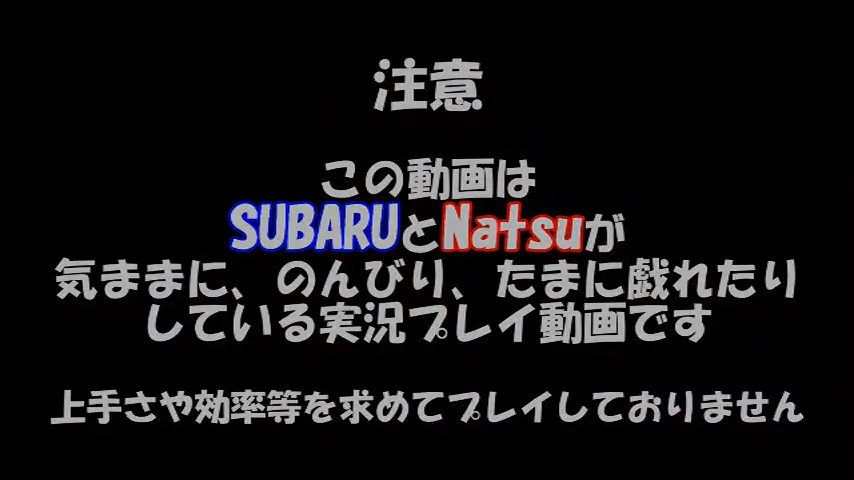 注意
この動画は
SUBARUとNatsuが
気ままに、のんびり、たまに戯れたり
している実況プレイ動画です
上手さや効率等を求めてプレイしておりません